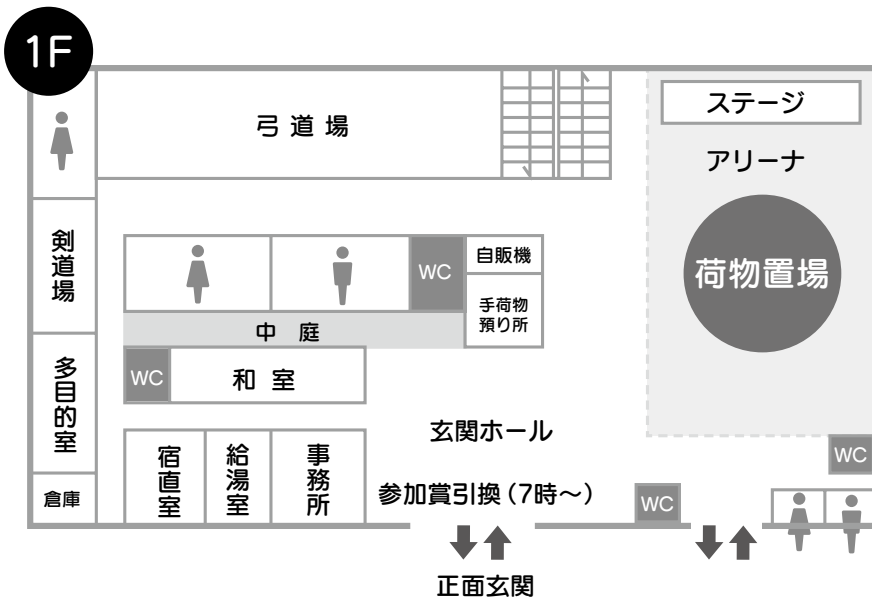 1F
弓道場
ステージ
アリーナ
荷物置場
剣道場
WC
自販機
手荷物
預り所
中庭
多目的室
WC
和室
玄関ホール
WC
倉庫
宿直室
給湯室
事務所
参加賞引換（7時～）
WC
正面玄関